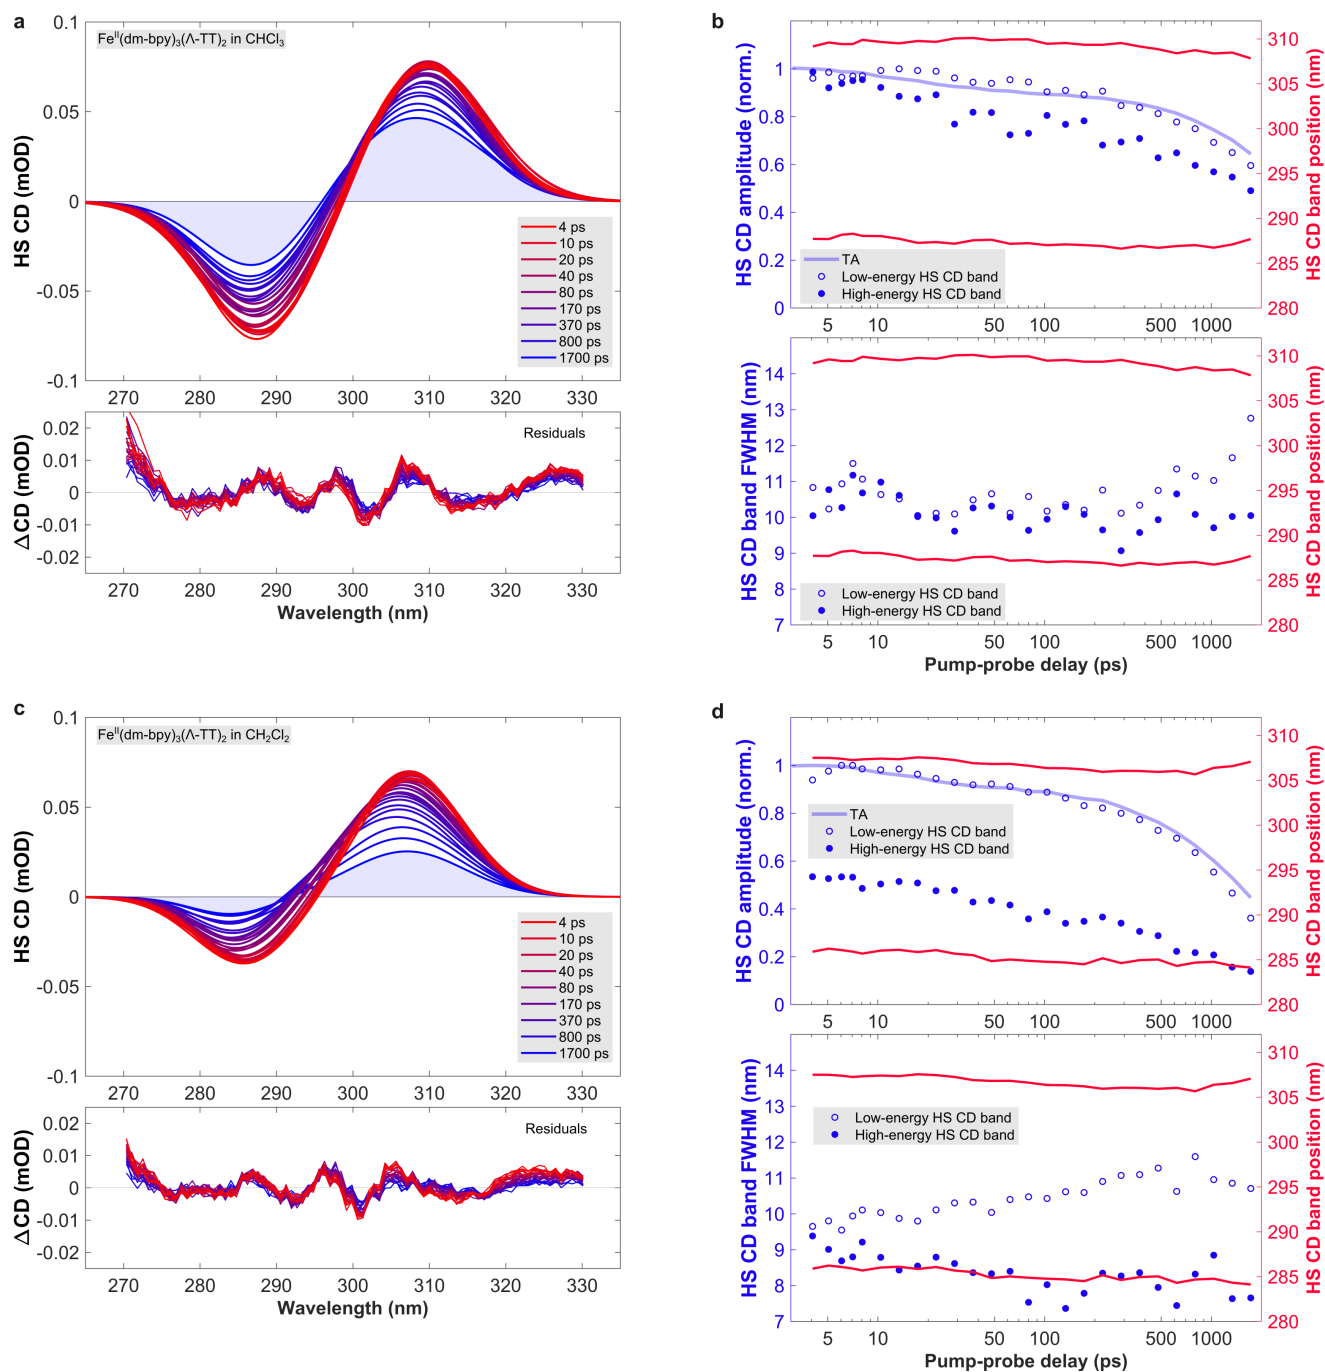 a
Fe^II(dm-bpy)₃(Λ-TT)₂ in CHCl₃
HS CD (mOD)
0.1
0.05
0
-0.05
-0.1
4 ps
10 ps
20 ps
40 ps
80 ps
170 ps
370 ps
800 ps
1700 ps
270 280 290 300 310 320 330
ΔCD (mOD)
0.02
0.01
0
-0.01
-0.02
Residuals
270 280 290 300 310 320 330
Wavelength (nm)
b
HS CD amplitude (norm.)
1
0.8
0.6
0.4
0.2
0
TA
Low-energy HS CD band
High-energy HS CD band
HS CD band position (nm)
310
305
300
295
290
285
280
5 10 50 100 500 1000
HS CD band FWHM (nm)
14
13
12
11
10
9
8
7
Low-energy HS CD band
High-energy HS CD band
HS CD band position (nm)
310
305
300
295
290
285
280
5 10 50 100 500 1000
Pump-probe delay (ps)
c
Fe^II(dm-bpy)₃(Λ-TT)₂ in CH₂Cl₂
HS CD (mOD)
0.1
0.05
0
-0.05
-0.1
4 ps
10 ps
20 ps
40 ps
80 ps
170 ps
370 ps
800 ps
1700 ps
270 280 290 300 310 320 330
ΔCD (mOD)
0.02
0.01
0
-0.01
-0.02
Residuals
270 280 290 300 310 320 330
Wavelength (nm)
d
HS CD amplitude (norm.)
1
0.8
0.6
0.4
0.2
0
TA
Low-energy HS CD band
High-energy HS CD band
HS CD band position (nm)
310
305
300
295
290
285
280
5 10 50 100 500 1000
HS CD band FWHM (nm)
14
13
12
11
10
9
8
7
Low-energy HS CD band
High-energy HS CD band
HS CD band position (nm)
310
305
300
295
290
285
280
5 10 50 100 500 1000
Pump-probe delay (ps)